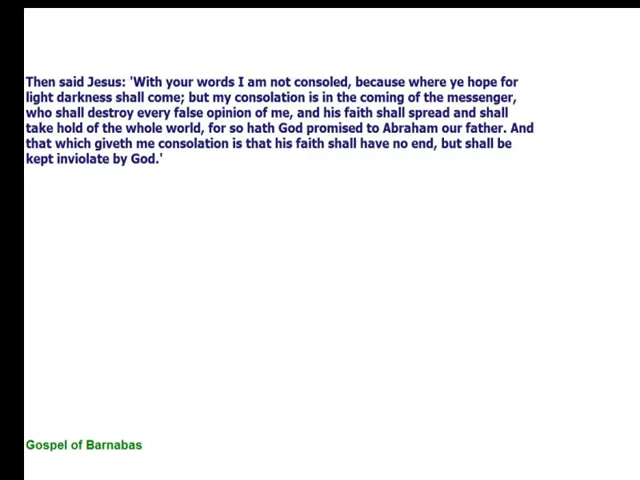 Then said Jesus: 'With your words I am not consoled, because where ye hope for
light darkness shall come; but my consolation is in the coming of the messenger,
who shall destroy every false opinion of me, and his faith shall spread and shall
take hold of the whole world, for so hath God promised to Abraham our father. And
that which giveth me consolation is that his faith shall have no end, but shall be
kept inviolate by God.'
Gospel of Barnabas